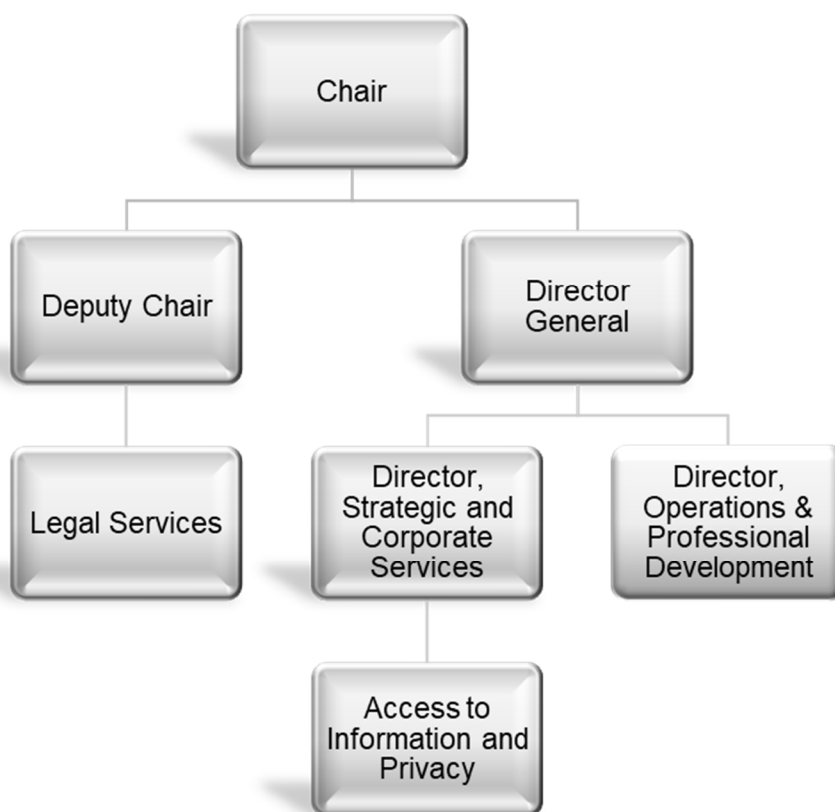 Chair
Deputy Chair
Director
General
Legal Services
Director,
Strategic and
Corporate
Services
Director,
Operations &
Professional
Development
Access to
Information and
Privacy